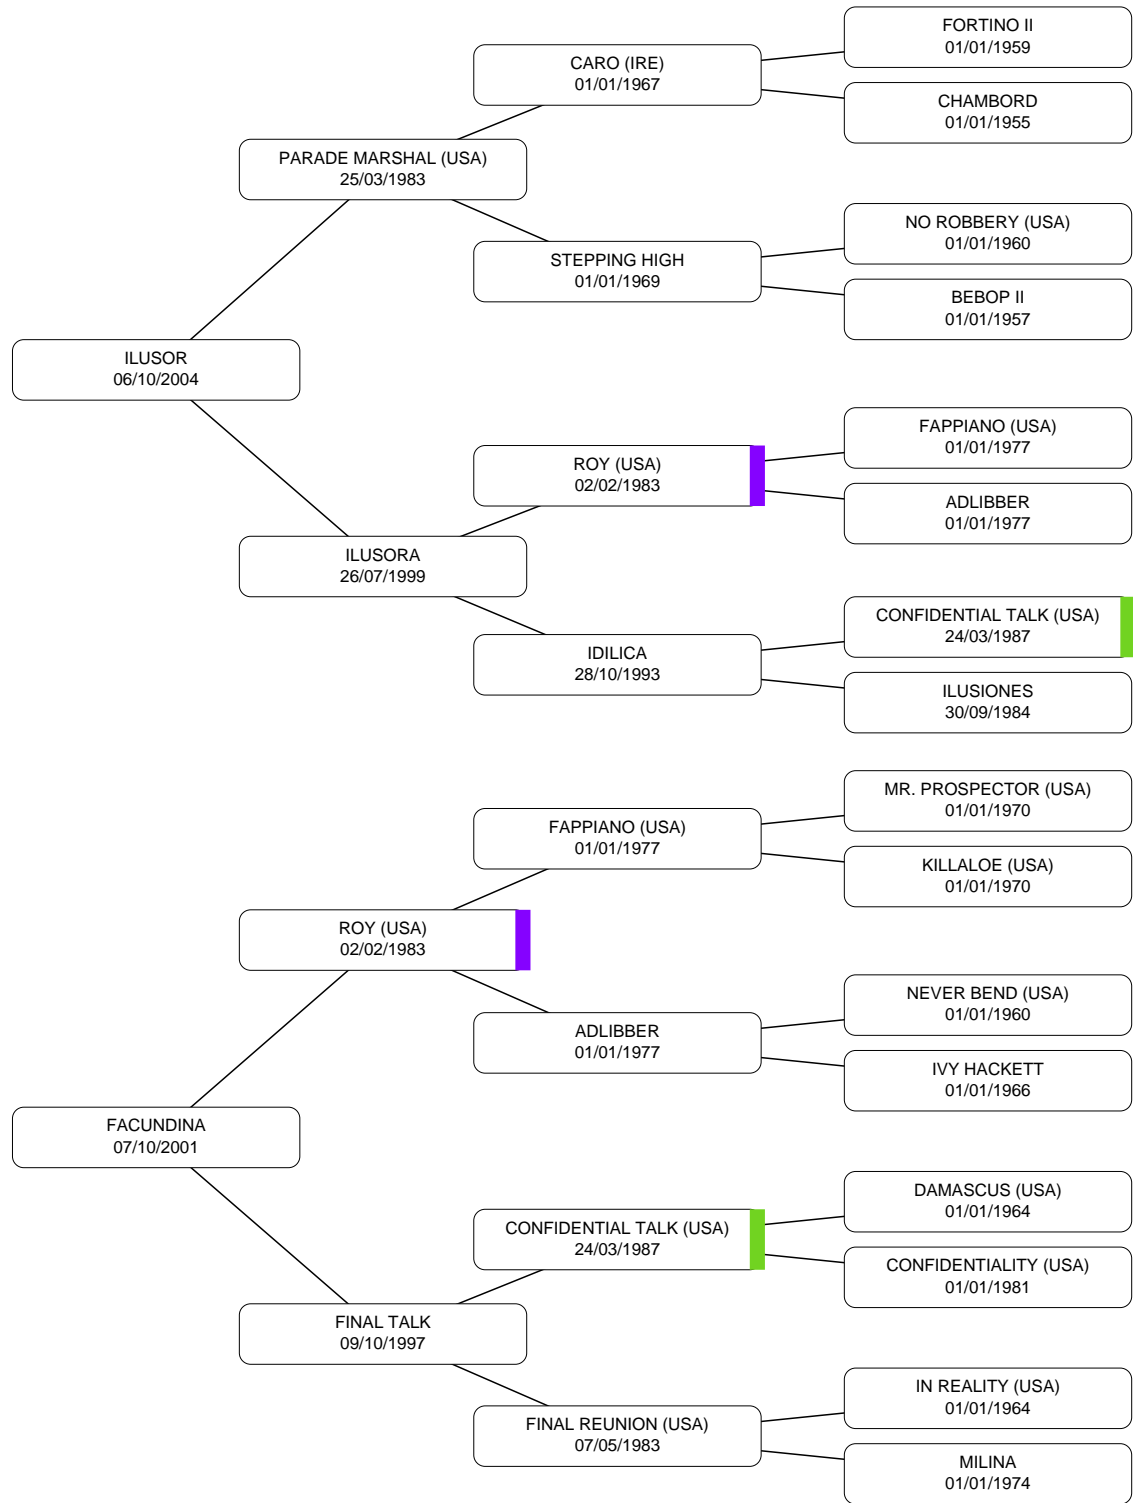 FORTINO II
01/01/1959
CARO (IRE)
01/01/1967
CHAMBORD
01/01/1955
PARADE MARSHAL (USA)
25/03/1983
NO ROBBERY (USA)
01/01/1960
STEPPING HIGH
01/01/1969
BEBOP II
01/01/1957
ILUSOR
06/10/2004
FAPPIANO (USA)
01/01/1977
ROY (USA)
02/02/1983
ADLIBBER
01/01/1977
ILUSORA
26/07/1999
CONFIDENTIAL TALK (USA)
24/03/1987
IDILICA
28/10/1993
ILUSIONES
30/09/1984
MR. PROSPECTOR (USA)
01/01/1970
FAPPIANO (USA)
01/01/1977
KILLALOE (USA)
01/01/1970
ROY (USA)
02/02/1983
NEVER BEND (USA)
01/01/1960
ADLIBBER
01/01/1977
IVY HACKETT
01/01/1966
FACUNDINA
07/10/2001
DAMASCUS (USA)
01/01/1964
CONFIDENTIAL TALK (USA)
24/03/1987
CONFIDENTIALITY (USA)
01/01/1981
FINAL TALK
09/10/1997
IN REALITY (USA)
01/01/1964
FINAL REUNION (USA)
07/05/1983
MILINA
01/01/1974